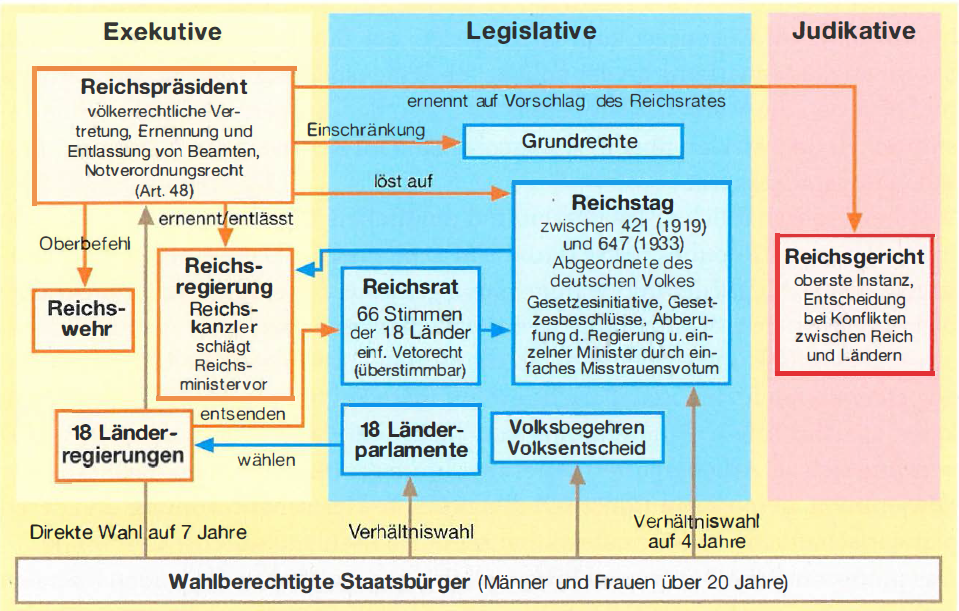 Exekutive
Legislative
Judikative
Reichspräsident
völkerrechtliche Ver-
tretung, Ernennung und
Entlassung von Beamten,
Notverordnungsrecht
(Art. 48)
ernennt auf Vorschlag des Reichsrates
Einschränkung
Grundrechte
löst auf
ernennt/entlässt
Oberbefehl
Reichs-
wehr
Reichs-
regierung
Reichs-
kanzler
schlägt
Reichs-
ministervor
Reichsrat
66 Stimmen
der 18 Länder
einf. Vetorecht
(überstimmbar)
Reichstag
zwischen 421 (1919)
und 647 (1933)
Abgeordnete des
deutschen Volkes
Gesetzesinitiative, Geset-
zesbeschlüsse, Abberu-
fung d. Regierung u. ein-
zelner Minister durch ein-
faches Misstrauensvotum
Reichsgericht
oberste Instanz,
Entscheidung
bei Konflikten
zwischen Reich
und Ländern
entsenden
18 Länder-
regierungen
wählen
18 Länder-
parlamente
Volksbegehren
Volksentscheid
Direkte Wahl auf 7 Jahre
Verhältniswahl
Verhältniswahl
auf 4 Jahre
Wahlberechtigte Staatsbürger (Männer und Frauen über 20 Jahre)